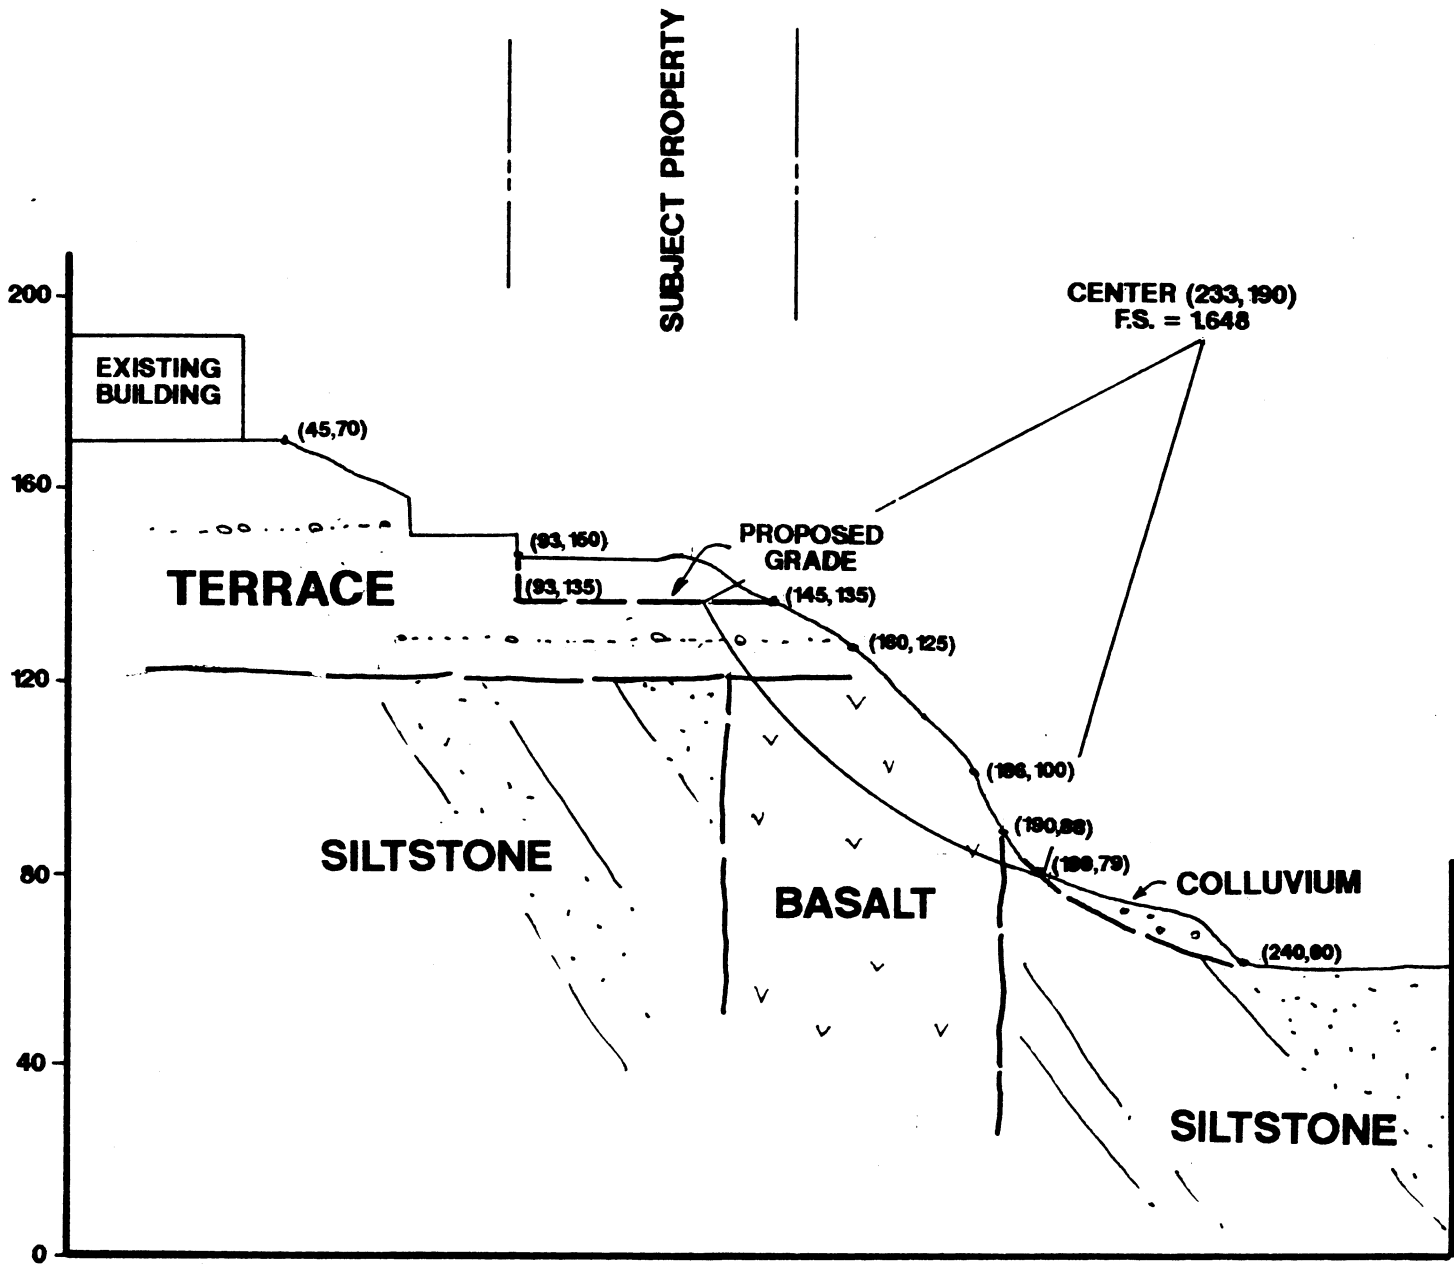 SUBJECT PROPERTY
200
CENTER (233,190)
F.S. = 1.648
EXISTING
BUILDING
(45,70)
160
(93,150)
PROPOSED
GRADE
(93,135)
TERRACE
(145,135)
(160,125)
120
(186,100)
(190,88)
(199,79)
SILTSTONE
80
COLLUVIUM
BASALT
(240,60)
40
SILTSTONE
0